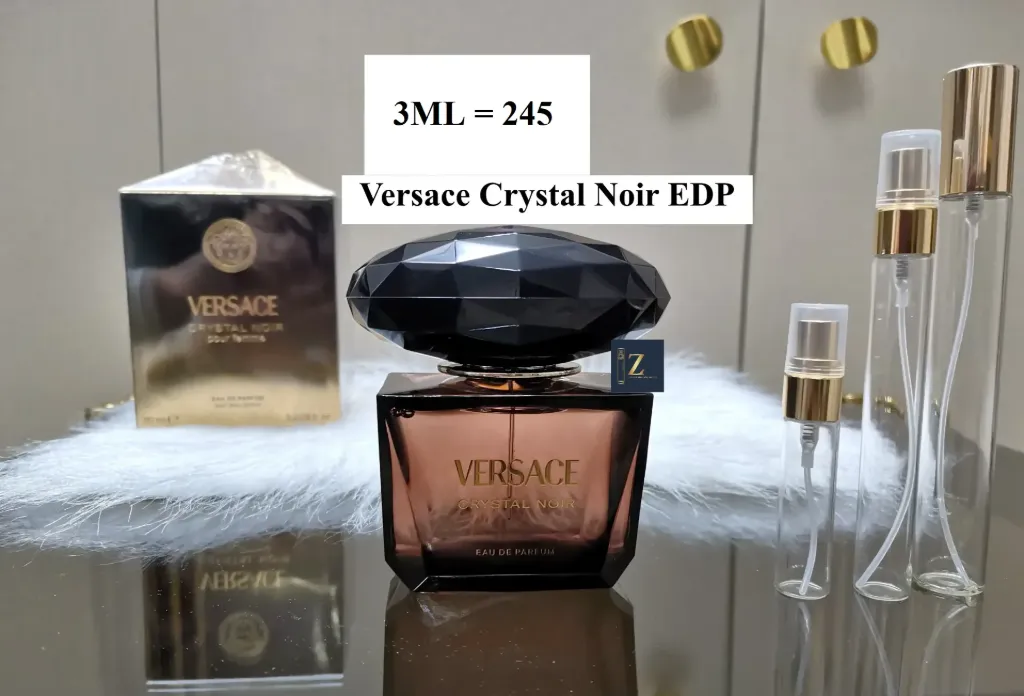 3ML = 245
Versace Crystal Noir EDP
VERSACE
CRYSTAL NOIR
pour femme
EAU DE PARFUM
Z
VERSACE
CRYSTAL NOIR
EAU DE PARFUM
VERSACE